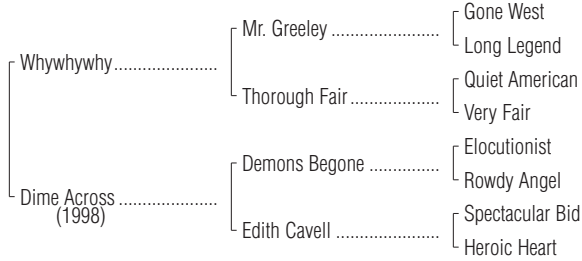 Gone West
Mr. Greeley ....................
Long Legend
Whywhywhy....................
Quiet American
Thorough Fair.................
Very Fair
Elocutionist
Demons Begone .............
Rowdy Angel
Dime Across ..................
(1998)
Spectacular Bid
Edith Cavell ...................
Heroic Heart